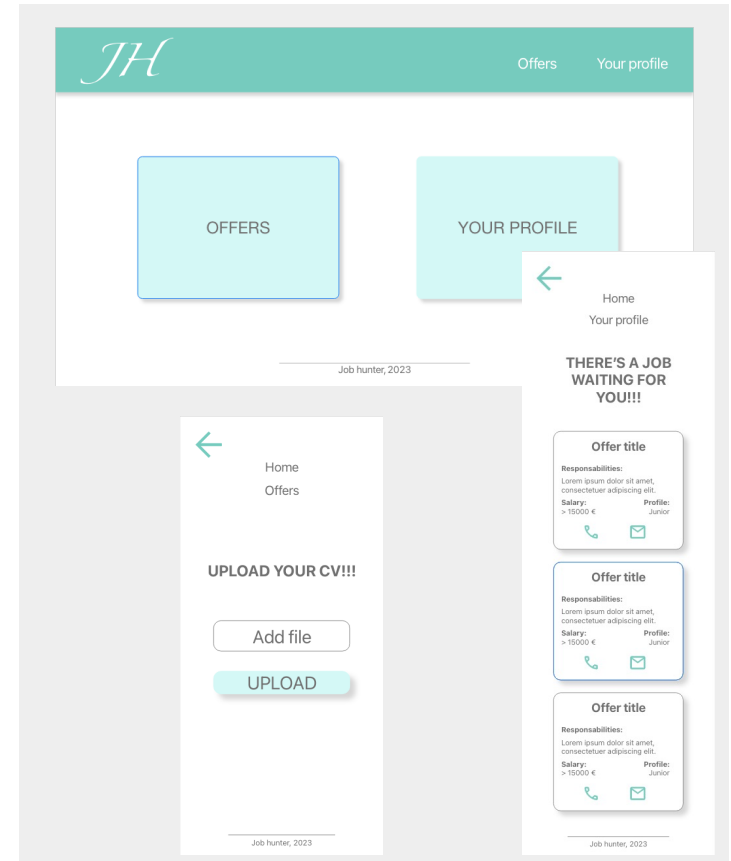 JH
Offers
Your profile
OFFERS
YOUR PROFILE
Job hunter, 2023
Home
Offers
UPLOAD YOUR CV!!!
Add file
UPLOAD
Job hunter, 2023
Home
Your profile
THERE'S A JOB
WAITING FOR
YOU!!!
Offer title
Responsabilities:
Lorem ipsum dolor sit amet,
consectetuer adipiscing elit.
Salary: Profile:
> 15000 € Junior
Offer title
Responsabilities:
Lorem ipsum dolor sit amet,
consectetuer adipiscing elit.
Salary: Profile:
> 15000 € Junior
Offer title
Responsabilities:
Lorem ipsum dolor sit amet,
consectetuer adipiscing elit.
Salary: Profile:
> 15000 € Junior
Job hunter, 2023